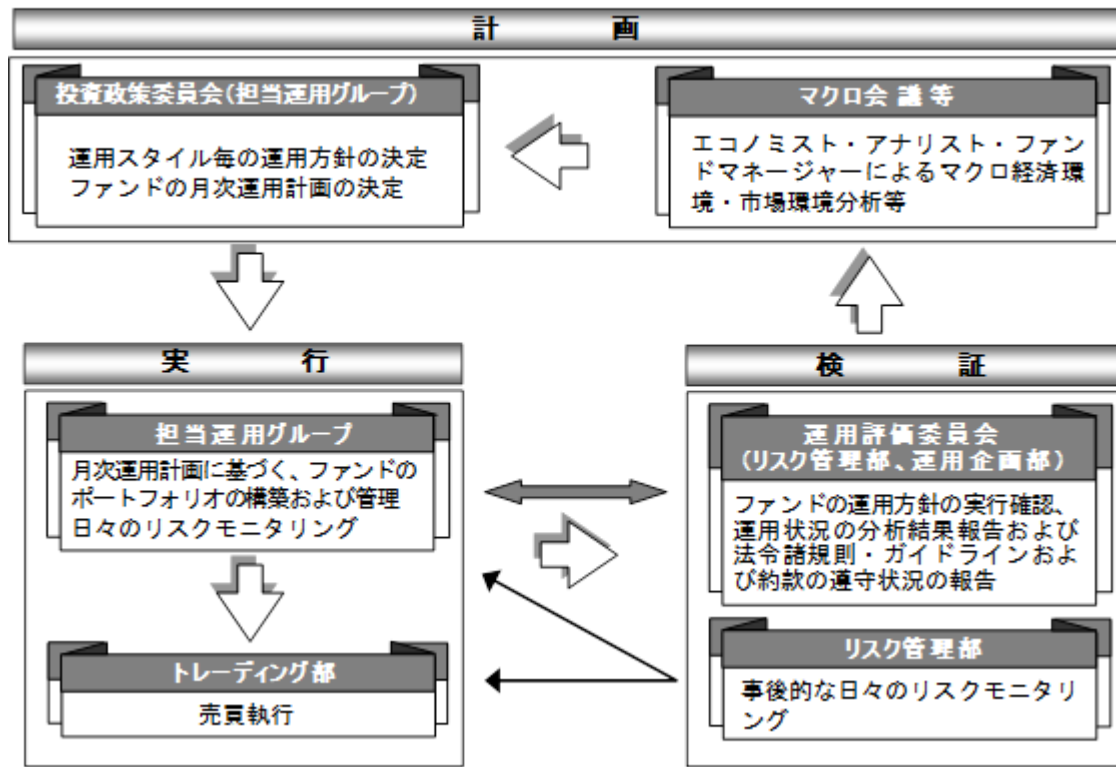 計画
投資政策委員会(担当運用グループ)
運用スタイル毎の運用方針の決定
ファンドの月次運用計画の決定
マクロ会議等
エコノミスト・アナリスト・ファン
ドマネージャーによるマクロ経済環
境・市場環境分析等
実行
担当運用グループ
月次運用計画に基づく、ファンドの
ポートフォリオの構築および管理
日々のリスクモニタリング
トレーディング部
売買執行
検証
運用評価委員会
(リスク管理部、運用企画部)
ファンドの運用方針の実行確認、
運用状況の分析結果報告および
法令諸規則・ガイドラインおよ
び約款の遵守状況の報告
リスク管理部
事後的な日々のリスクモニタリ
ング